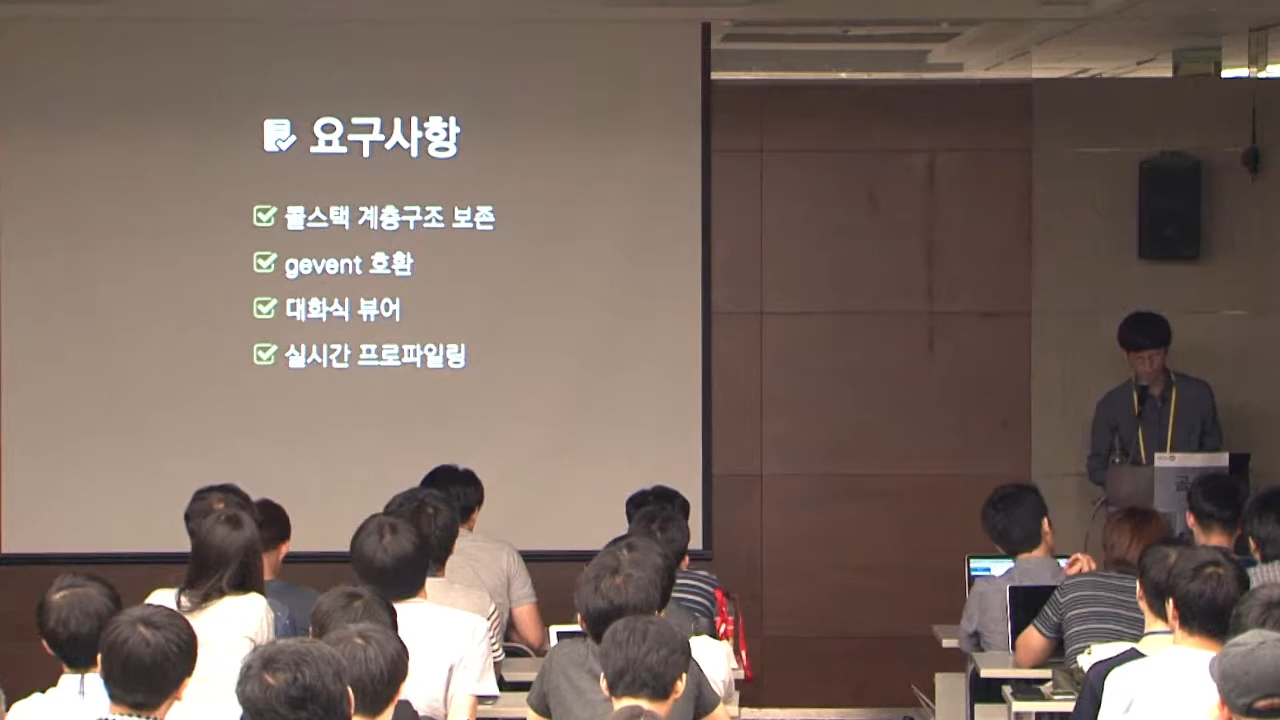 요구사항
콜스택 계층구조 보존
gevent 호환
대화식 뷰어
실시간 프로파일링